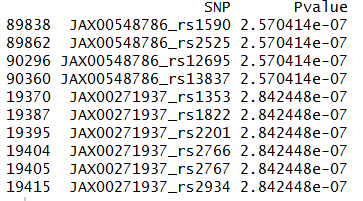 SNP Pvalue
89838 JAX00548786_rs1590 2.570414e-07
89862 JAX00548786_rs2525 2.570414e-07
90296 JAX00548786_rs12695 2.570414e-07
90360 JAX00548786_rs13837 2.570414e-07
19370 JAX00271937_rs1353 2.842448e-07
19387 JAX00271937_rs1822 2.842448e-07
19395 JAX00271937_rs2201 2.842448e-07
19404 JAX00271937_rs2766 2.842448e-07
19405 JAX00271937_rs2767 2.842448e-07
19415 JAX00271937_rs2934 2.842448e-07